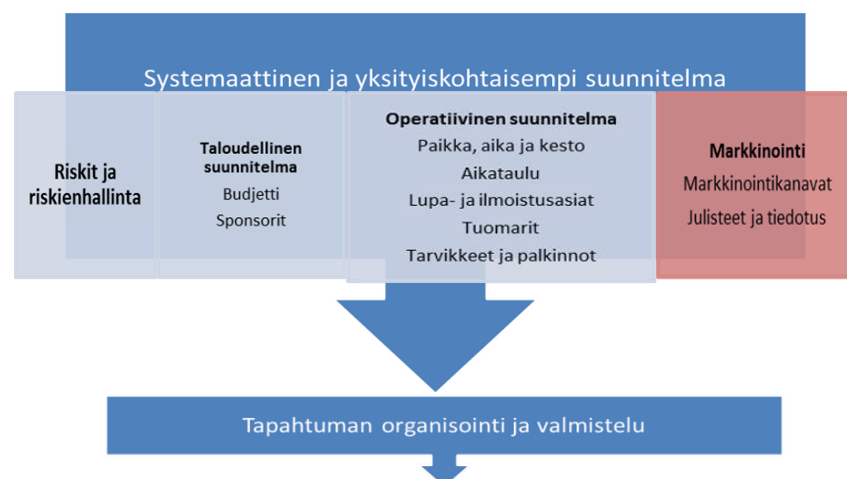 Systemaattinen ja yksityiskohtaisempi suunnitelma
Riskit ja
riskienhallinta
Taloudellinen
suunnitelma
Budjetti
Sponsorit
Operatiivinen suunnitelma
Paikka, aika ja kesto
Aikataulu
Lupa- ja ilmoistusasiat
Tuomarit
Tarvikkeet ja palkinnot
Markkinointi
Markkinointikanavat
Julisteet ja tiedotus
Tapahtuman organisointi ja valmistelu